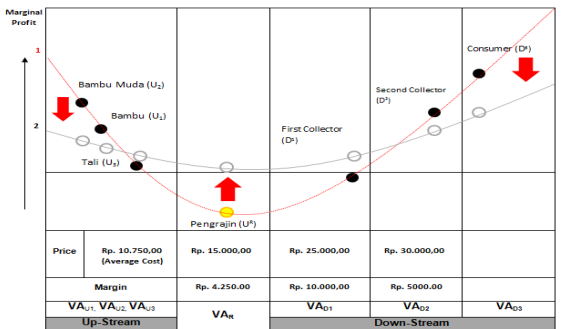 Marginal
Profit
1
2
Bambu Muda (U₂)
Bambu (U₁)
Tali (U₃)
Pengrajin (Uᴿ)
First Collector
(D¹)
Second Collector
(D²)
Consumer (Dᵉ)
Price
Rp. 10.750,00
(Average Cost)
Rp. 15.000,00
Rp. 25.000,00
Rp. 30.000,00
Margin
Rp. 4.250.00
Rp. 10.000,00
Rp. 5000.00
VAU1, VAU2, VAU3
VAR
VAD1
VAD2
VAD3
Up-Stream
Down-Stream